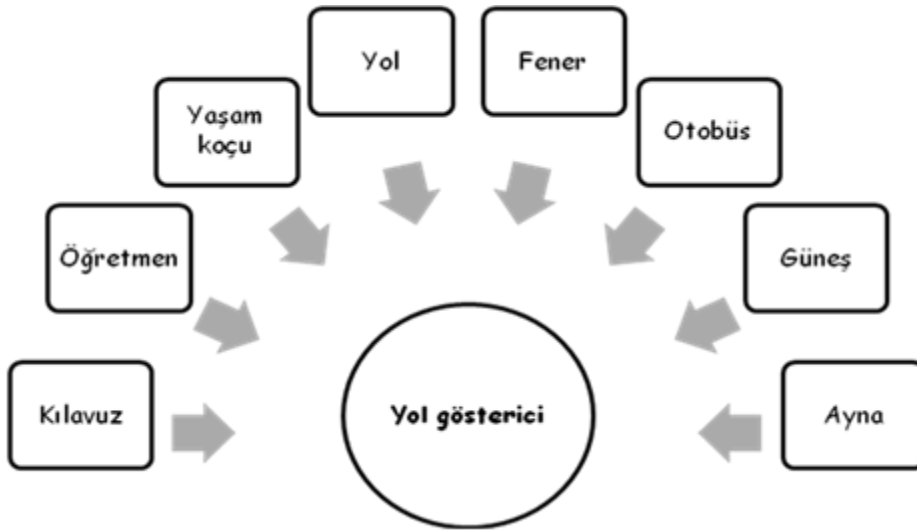 Yol
Fener
Yaşam
koçu
Otobüs
Öğretmen
Güneş
Kılavuz
Yol gösterici
Ayna